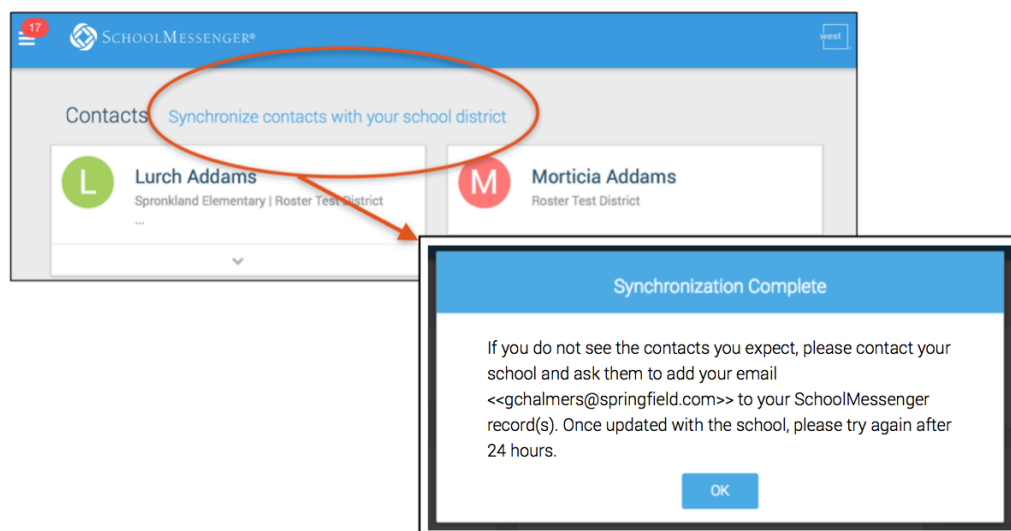 17
SCHOOLMESSENGER®
west
Contacts Synchronize contacts with your school district
L
Lurch Addams
Spronkland Elementary | Roster Test District
...
M
Morticia Addams
Roster Test District
Synchronization Complete
If you do not see the contacts you expect, please contact your
school and ask them to add your email
<<gchalmers@springfield.com>> to your SchoolMessenger
record(s). Once updated with the school, please try again after
24 hours.
OK